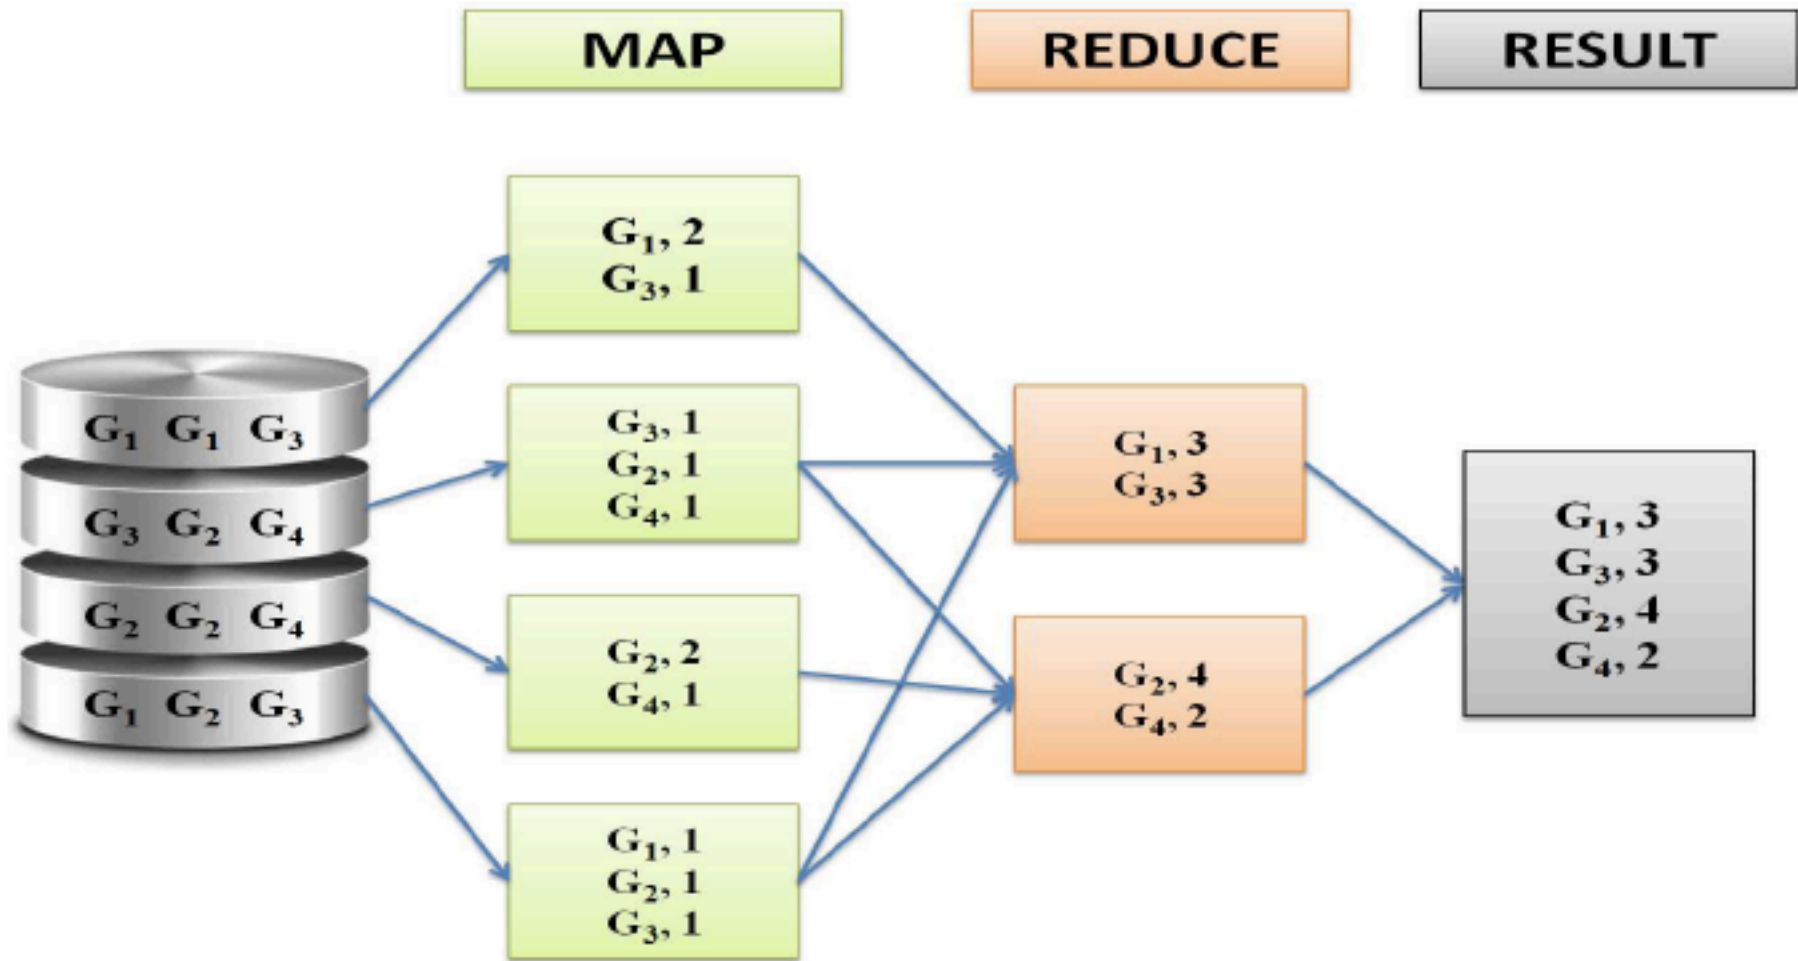 MAP
REDUCE
RESULT
G₁ G₁ G₃
G₃ G₂ G₄
G₂ G₂ G₄
G₁ G₂ G₃
G₁, 2
G₃, 1
G₃, 1
G₂, 1
G₄, 1
G₂, 2
G₄, 1
G₁, 1
G₂, 1
G₃, 1
G₁, 3
G₃, 3
G₂, 4
G₄, 2
G₁, 3
G₃, 3
G₂, 4
G₄, 2